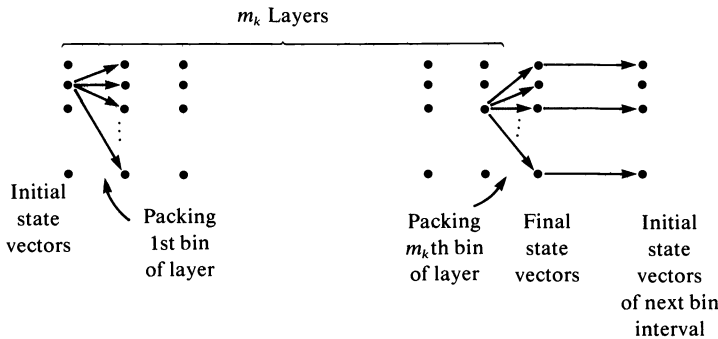 m_k Layers
Initial
state
vectors
Packing
1st bin
of layer
Packing
m_kth bin
of layer
Final
state
vectors
Initial
state
vectors
of next bin
interval